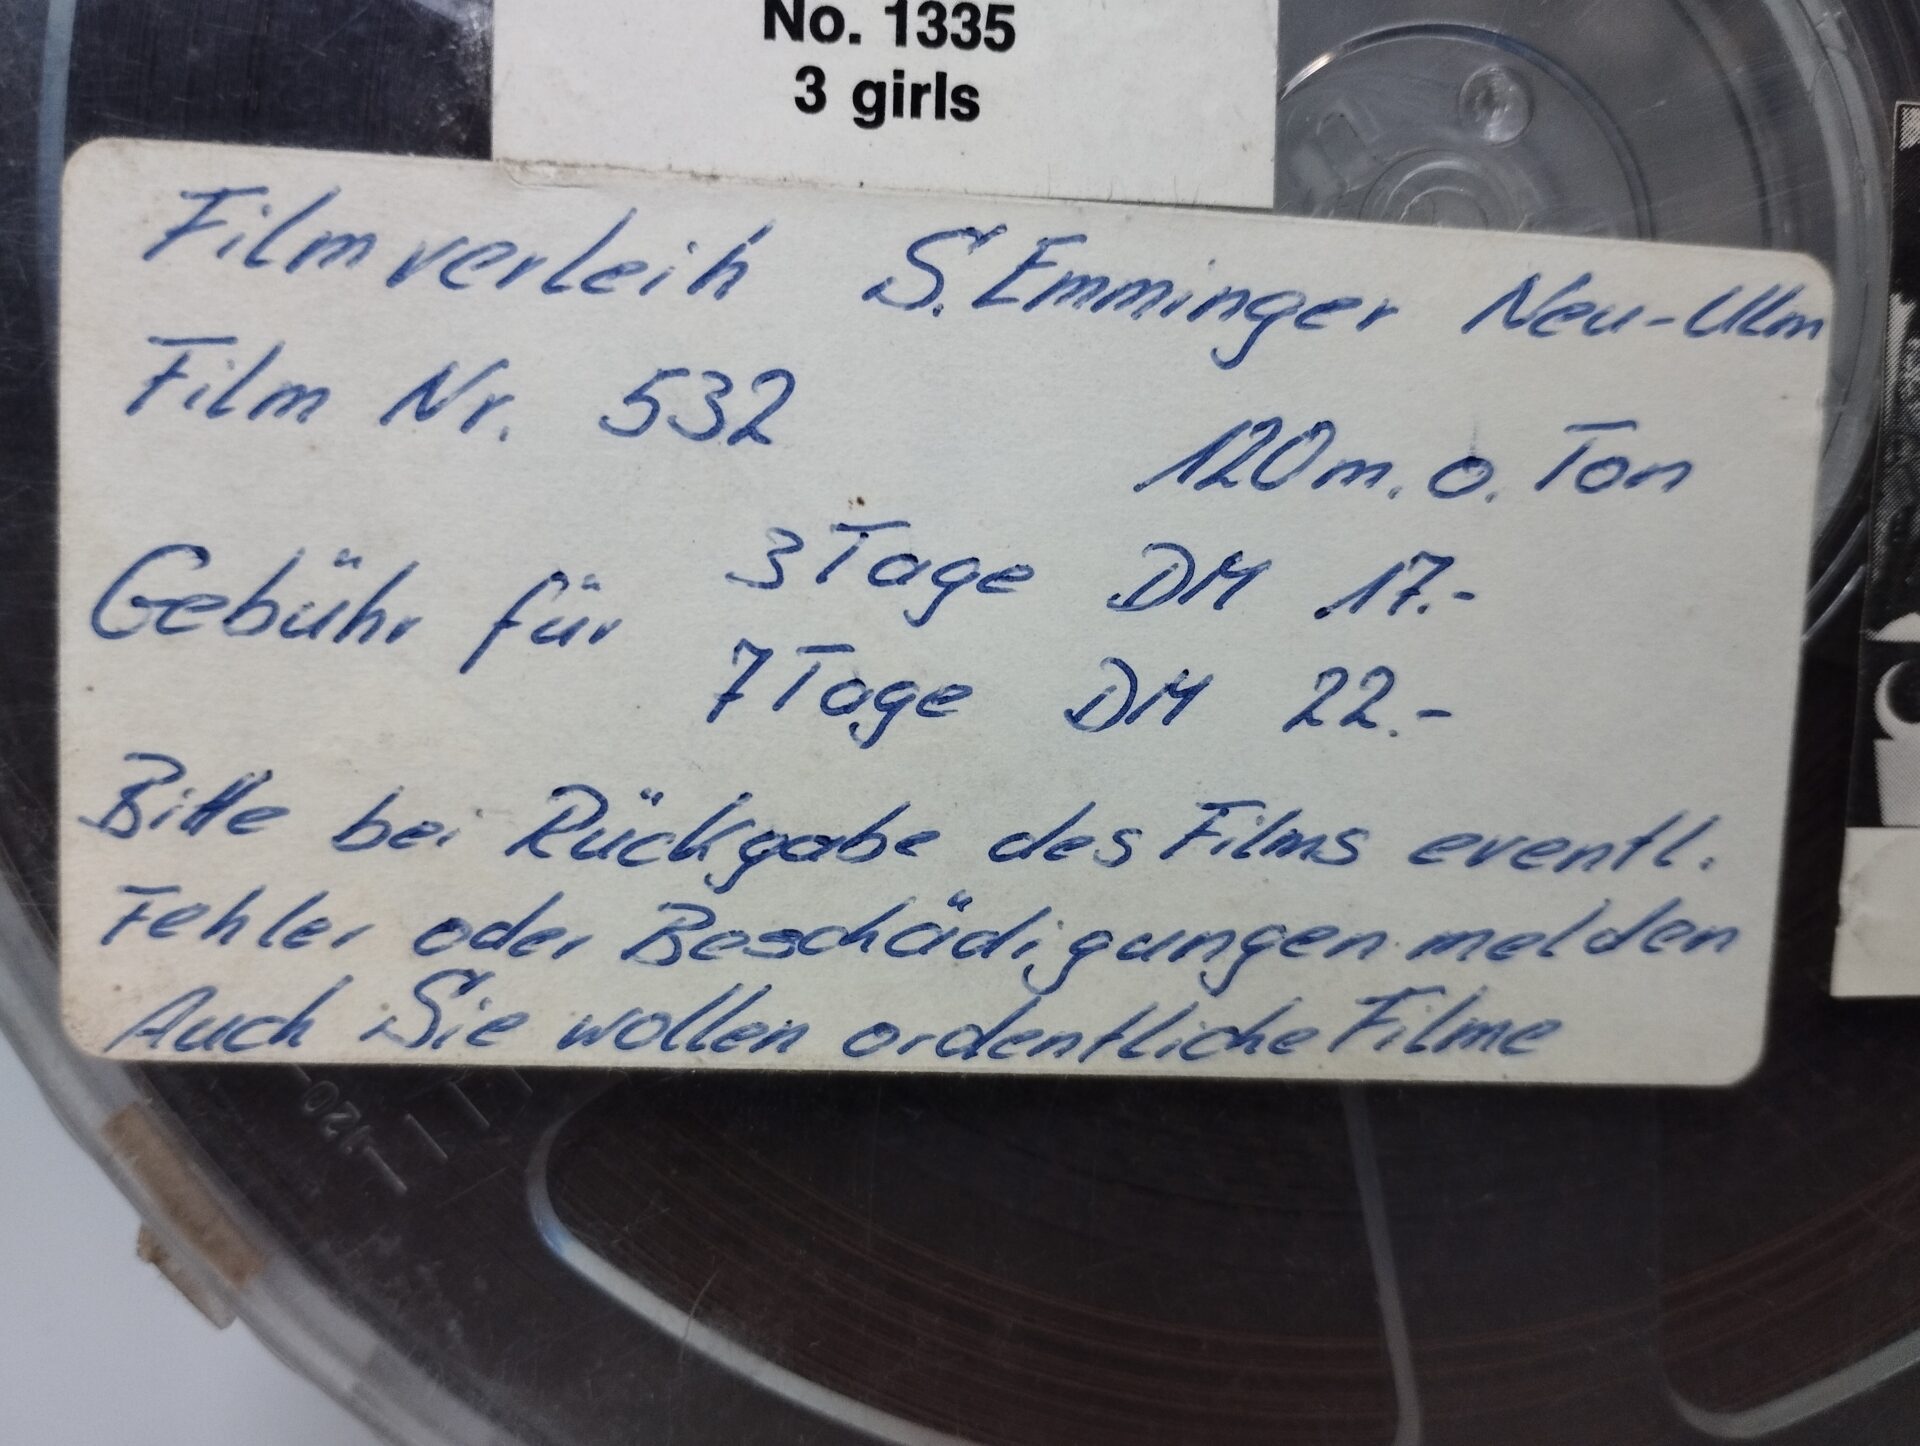 No. 1335
3 girls
Filmverleih S. Emminger Neu-Ulm
Film Nr. 532
120m. o. Ton
Gebühr für
3 Tage DM 17.-
7 Tage DM 22.-
Bitte bei Rückgabe des Films eventl.
Fehler oder Beschädigungen melden
Auch Sie wollen ordentliche Filme
120